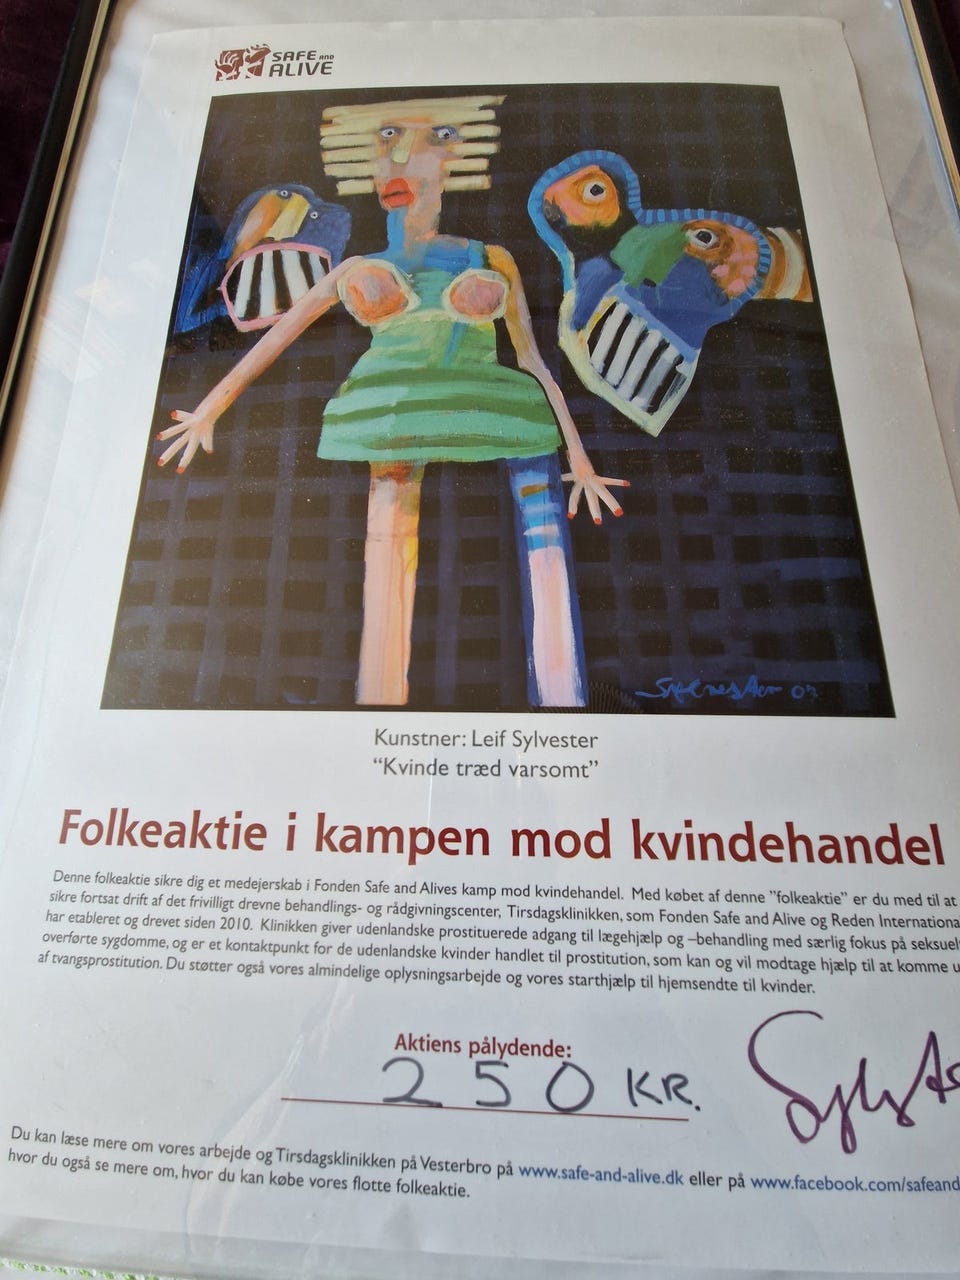 SAFE AND
ALIVE
Sylvester 07
Kunstner: Leif Sylvester
“Kvinde træd varsomt”
Folkeaktie i kampen mod kvindehandel
Denne folkeaktie sikre dig et medejerskab i Fonden Safe and Alives kamp mod kvindehandel. Med købet af denne ”folkeaktie” er du med til at
sikre fortsat drift af det frivilligt drevne behandlings- og rådgivningscenter, Tirsdagsklinikken, som Fonden Safe and Alive og Reden Internationa
har etableret og drevet siden 2010. Klinikken giver udenlandske prostituerede adgang til lægehjælp og –behandling med særlig fokus på seksuel
overførte sygdomme, og er et kontaktpunkt for de udenlandske kvinder handlet til prostitution, som kan og vil modtage hjælp til at komme u
af tvangsprostitution. Du støtter også vores almindelige oplysningsarbejde og vores starthjælp til hjemsendte til kvinder.
Aktiens pålydende:
250 KR.
Sylvste
Du kan læse mere om vores arbejde og Tirsdagsklinikken på Vesterbro på www.safe-and-alive.dk eller på www.facebook.com/safeand
hvor du også se mere om, hvor du kan købe vores flotte folkeaktie.